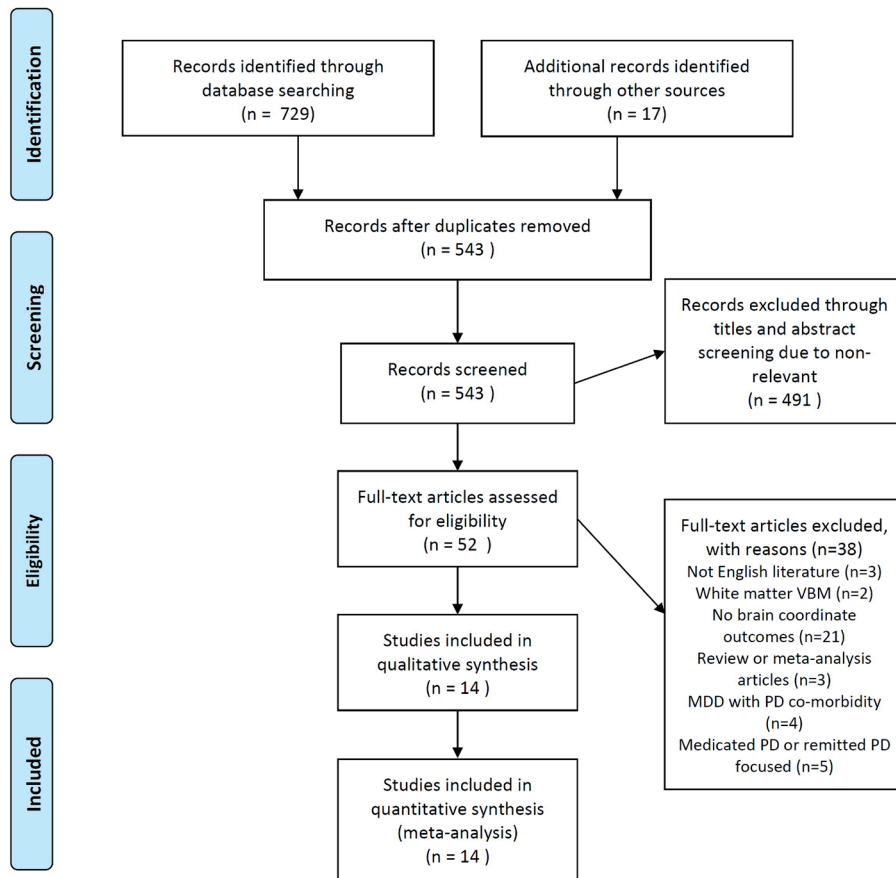 Identification
Records identified through
database searching
(n =  729)
Additional records identified
through other sources
(n = 17)
Records after duplicates removed
(n = 543 )
Screening
Records screened
(n = 543 )
Records excluded through
titles and abstract
screening due to non-
relevant
(n = 491 )
Eligibility
Full-text articles assessed
for eligibility
(n = 52  )
Full-text articles excluded,
with reasons (n=38)
Not English literature (n=3)
White matter VBM (n=2)
No brain coordinate
outcomes (n=21)
Review or meta-analysis
articles (n=3)
MDD with PD co-morbidity
(n=4)
Medicated PD or remitted PD
focused (n=5)
Studies included in
qualitative synthesis
(n = 14 )
Included
Studies included in
quantitative synthesis
(meta-analysis)
(n = 14 )